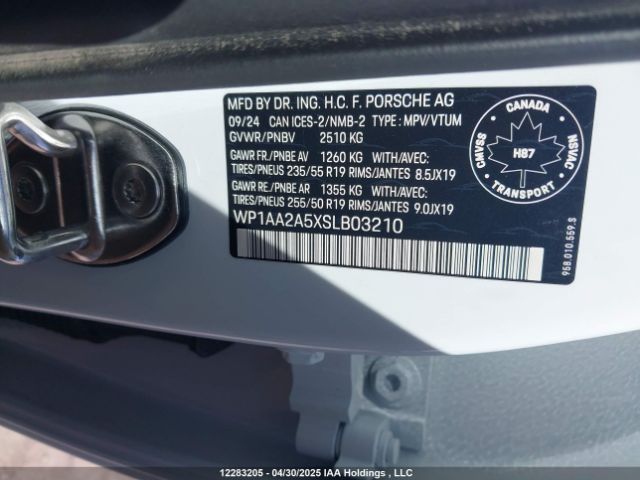 MFD BY DR. ING. H.C. F. PORSCHE AG
09/24 CAN ICES-2/NMB-2 TYPE : MPV/VTUM
GVWR/PNBV 2510 KG
GAWR FR./PNBE AV 1260 KG WITH/AVEC:
TIRES/PNEUS 235/55 R19 RIMS/JANTES 8.5JX19
GAWR RE./PNBE AR 1355 KG WITH/AVEC:
TIRES/PNEUS 255/50 R19 RIMS/JANTES 9.0JX19
WP1AA2A5XSLB03210
CANADA
CMVSS
H87
NSVAC
TRANSPORT
958.010.559.S
12283205 - 04/30/2025 IAA Holdings , LLC